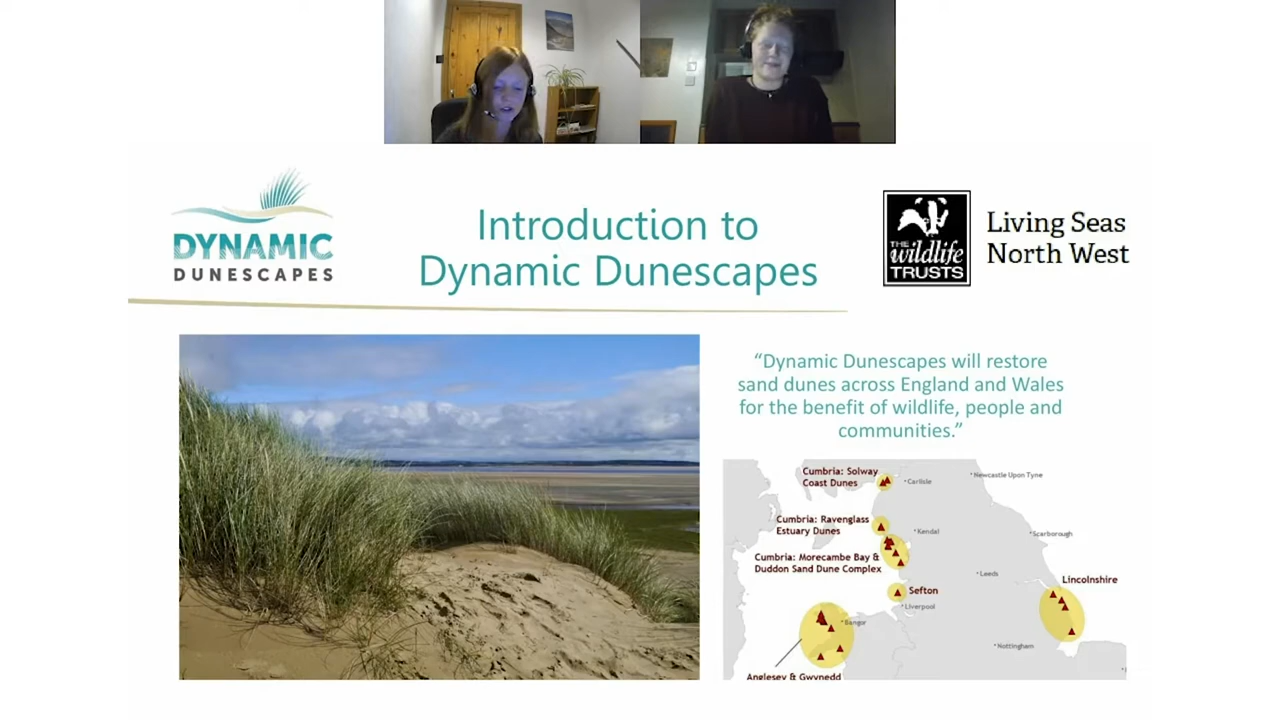 DYNAMIC
DUNESCAPES
Introduction to
Dynamic Dunescapes
THE
wildlife
TRUSTS
Living Seas
North West
“Dynamic Dunescapes will restore
sand dunes across England and Wales
for the benefit of wildlife, people and
communities.”
Cumbria: Solway
Coast Dunes
Carlisle
Newcastle Upon Tyne
Cumbria: Ravenglass
Estuary Dunes
Kendal
Scarborough
Cumbria: Morecambe Bay &
Duddon Sand Dune Complex
Leeds
Lincolnshire
Sefton
Liverpool
Bangor
Nottingham
Anglesey & Gwynedd